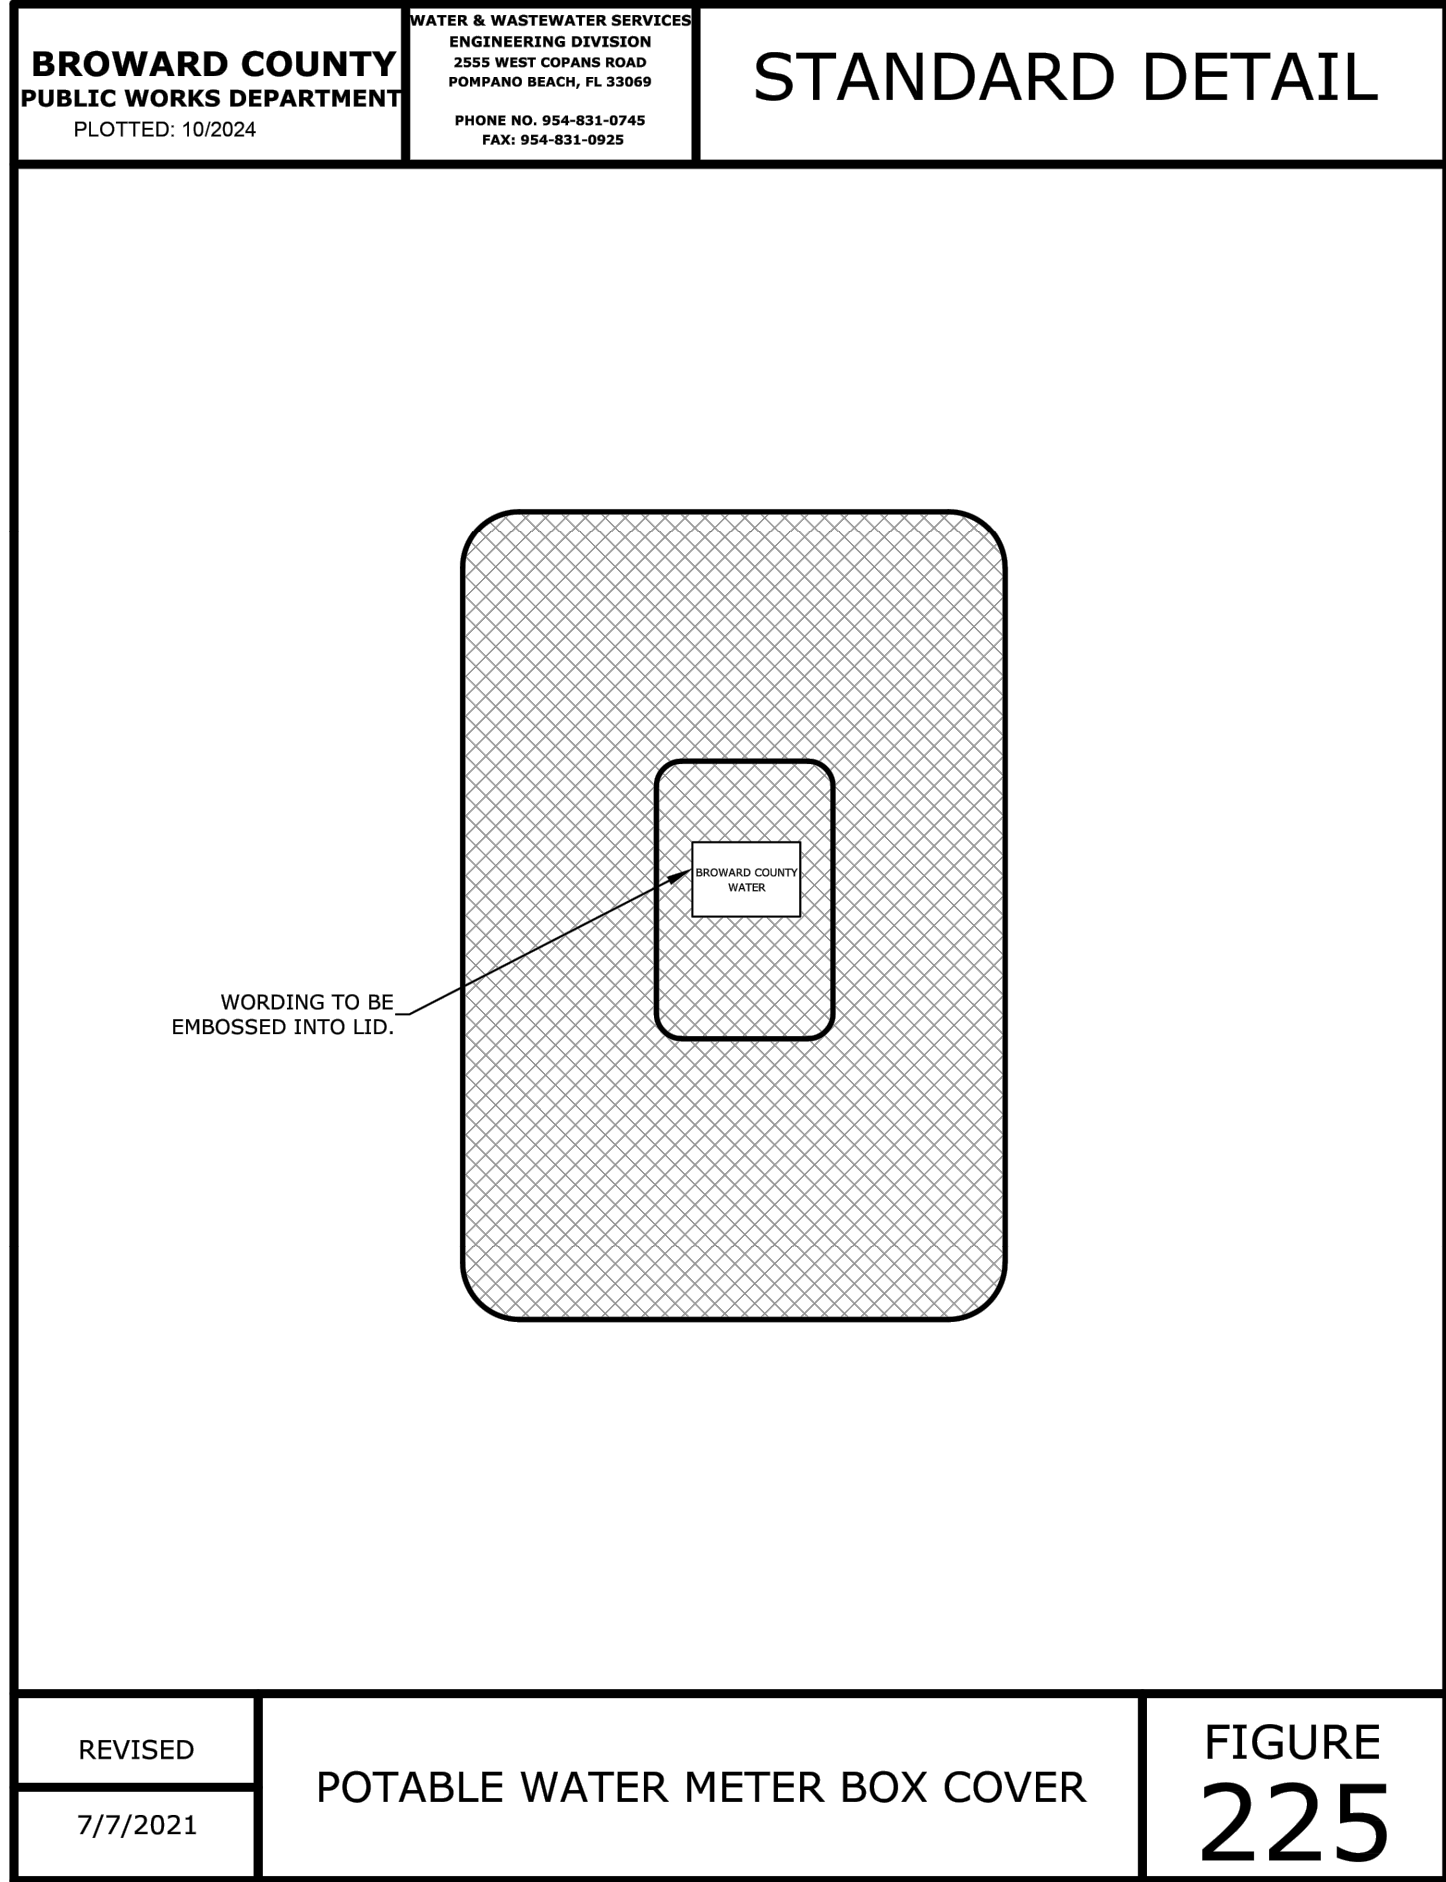 BROWARD COUNTY
PUBLIC WORKS DEPARTMENT
PLOTTED: 10/2024
WATER & WASTEWATER SERVICES
ENGINEERING DIVISION
2555 WEST COPANS ROAD
POMPANO BEACH, FL 33069
PHONE NO. 954-831-0745
FAX: 954-831-0925
STANDARD DETAIL
BROWARD COUNTY
WATER
WORDING TO BE
EMBOSSED INTO LID.
REVISED
7/7/2021
POTABLE WATER METER BOX COVER
FIGURE
225